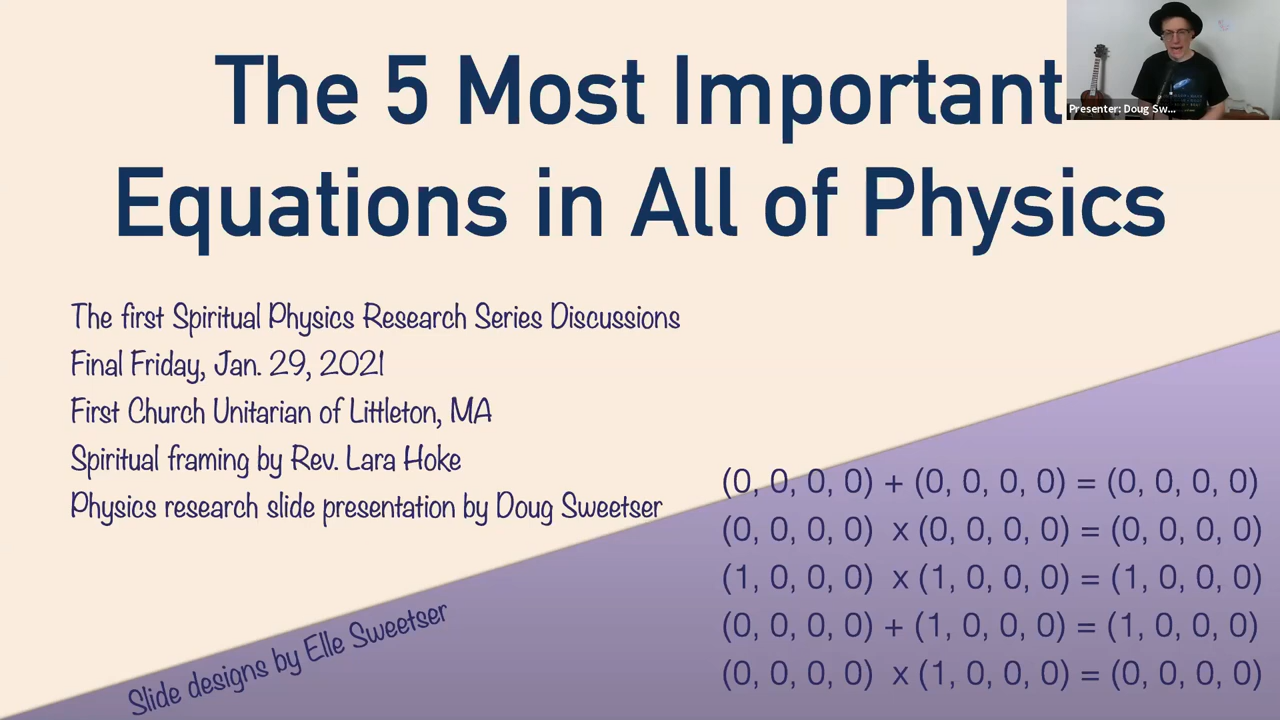 The 5 Most Important
Equations in All of Physics
Presenter: Doug Sw...
The first Spiritual Physics Research Series Discussions
Final Friday, Jan. 29, 2021
First Church Unitarian of Littleton, MA
Spiritual framing by Rev. Lara Hoke
Physics research slide presentation by Doug Sweetser
(0, 0, 0, 0) + (0, 0, 0, 0) = (0, 0, 0, 0)
(0, 0, 0, 0) x (0, 0, 0, 0) = (0, 0, 0, 0)
(1, 0, 0, 0) x (1, 0, 0, 0) = (1, 0, 0, 0)
(0, 0, 0, 0) + (1, 0, 0, 0) = (1, 0, 0, 0)
(0, 0, 0, 0) x (1, 0, 0, 0) = (0, 0, 0, 0)
Slide designs by Elle Sweetser